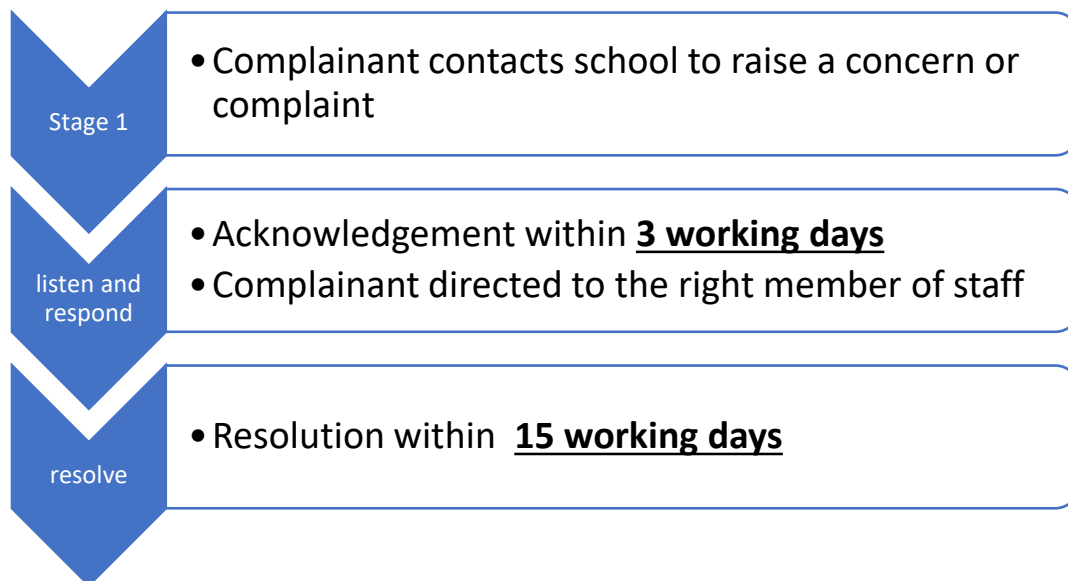 Stage 1
• Complainant contacts school to raise a concern or
complaint
listen and
respond
• Acknowledgement within 3 working days
• Complainant directed to the right member of staff
resolve
• Resolution within 15 working days